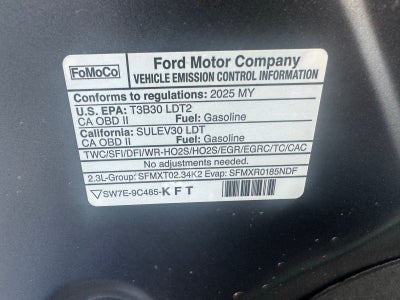 FoMoCo
Ford Motor Company
VEHICLE EMISSION CONTROL INFORMATION
Conforms to regulations: 2025 MY
U.S. EPA: T3B30 LDT2
CA OBD II Fuel: Gasoline
California: SULEV30 LDT
CA OBD II Fuel: Gasoline
TWC/SFI/DFI/WR-HO2S/HO2S/EGR/EGRC/TC/CAC
No adjustments needed.
2.3L-Group: SFMXT02.34K2 Evap: SFMXR0185NDF
SW7E-9C485-KFT